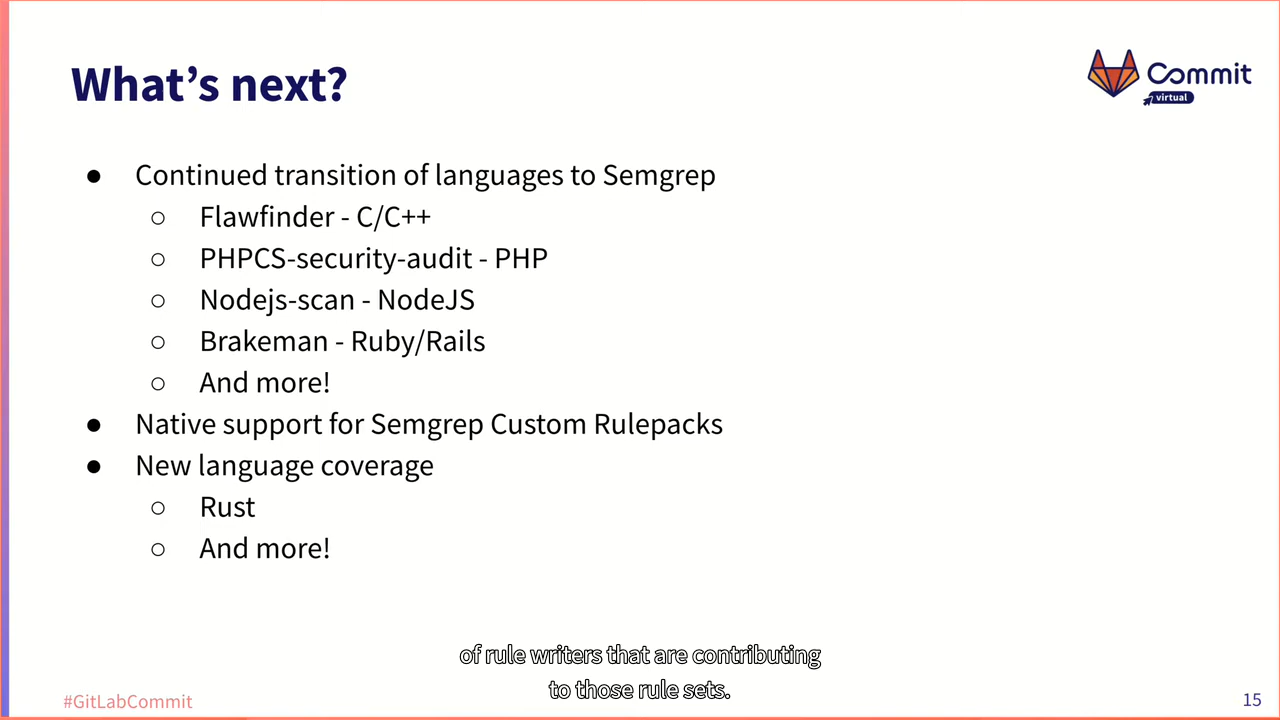 What's next?
Commit
virtual
● Continued transition of languages to Semgrep
○ Flawfinder - C/C++
○ PHPCS-security-audit - PHP
○ Nodejs-scan - NodeJS
○ Brakeman - Ruby/Rails
○ And more!
● Native support for Semgrep Custom Rulepacks
● New language coverage
○ Rust
○ And more!
of rule writers that are contributing
to those rule sets.
#GitLabCommit
15